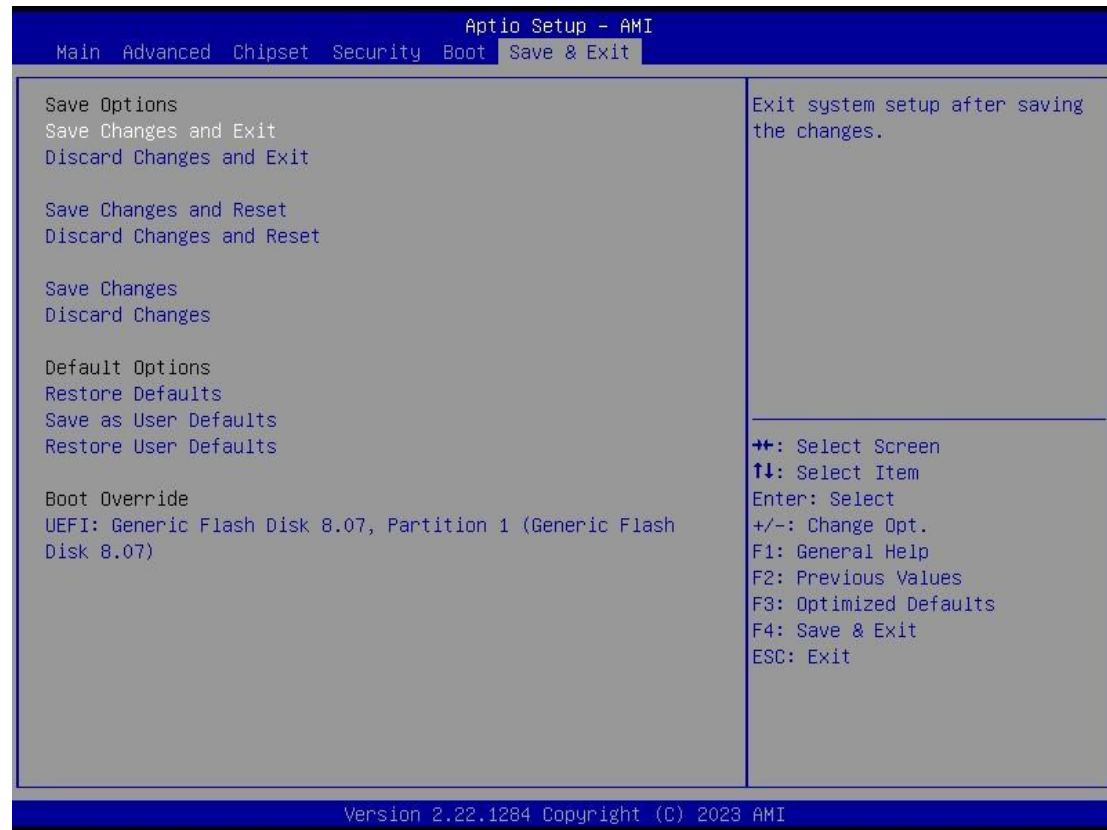 Aptio Setup – AMI
Main Advanced Chipset Security Boot Save & Exit
Save Options
Save Changes and Exit
Discard Changes and Exit
Save Changes and Reset
Discard Changes and Reset
Save Changes
Discard Changes
Default Options
Restore Defaults
Save as User Defaults
Restore User Defaults
Boot Override
UEFI: Generic Flash Disk 8.07, Partition 1 (Generic Flash
Disk 8.07)
Exit system setup after saving
the changes.
→←: Select Screen
↑↓: Select Item
Enter: Select
+/-: Change Opt.
F1: General Help
F2: Previous Values
F3: Optimized Defaults
F4: Save & Exit
ESC: Exit
Version 2.22.1284 Copyright (C) 2023 AMI